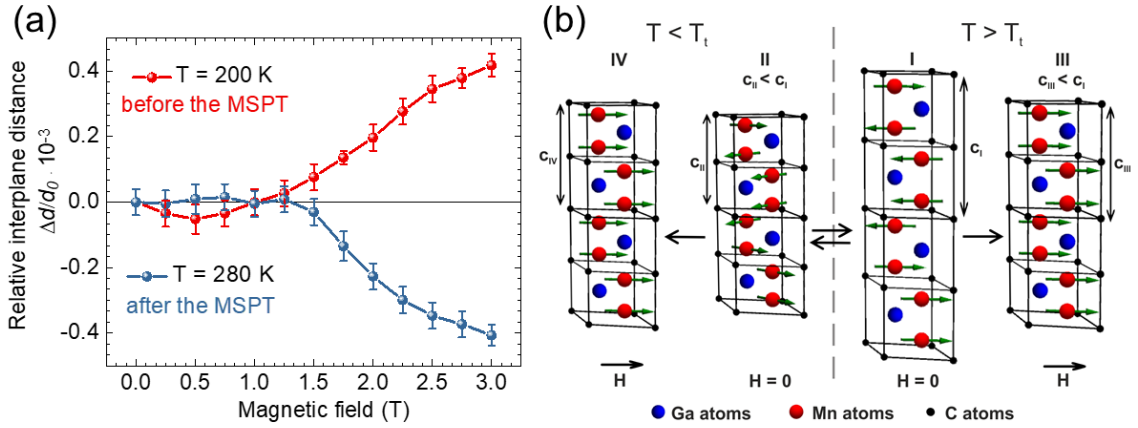 (a)
Relative interplane distance
Δd/d₀ · 10⁻³
0.4
0.2
0.0
-0.2
-0.4
T = 200 K
before the MSPT
T = 280 K
after the MSPT
0.0 0.5 1.0 1.5 2.0 2.5 3.0
Magnetic field (T)
(b)
T < Tₜ
T > Tₜ
IV
II
I
III
c_II < c_I
c_III < c_I
c_IV
c_II
c_I
c_III
H
H = 0
H = 0
H
Ga atoms
Mn atoms
C atoms